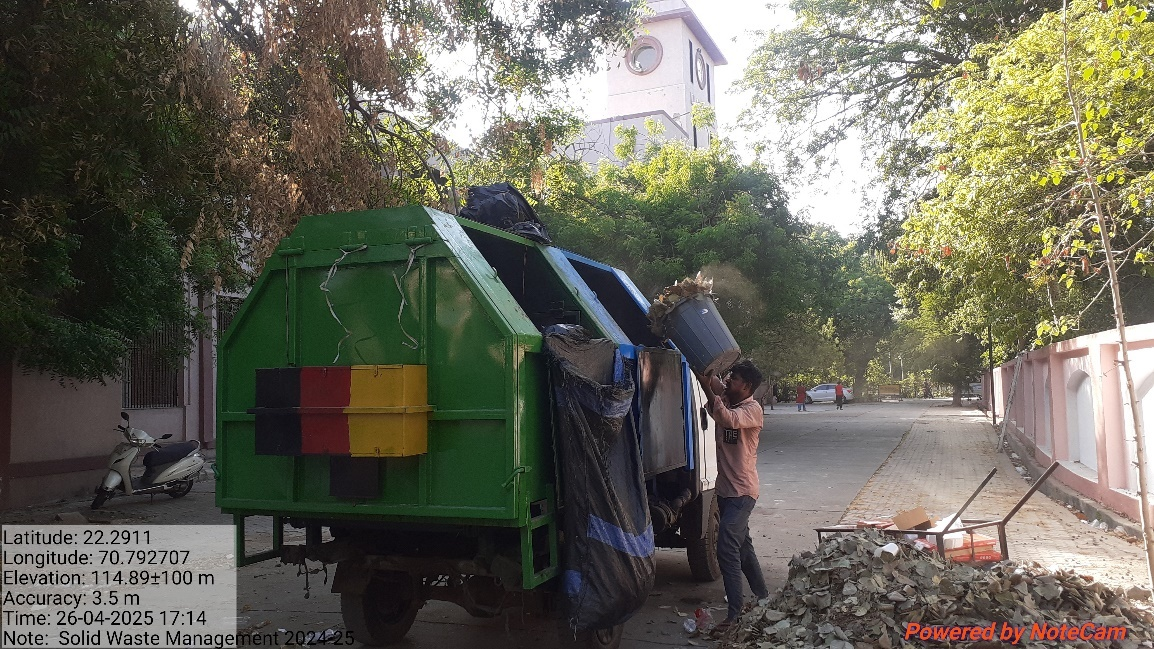 Latitude: 22.2911
Longitude: 70.792707
Elevation: 114.89±100 m
Accuracy: 3.5 m
Time: 26-04-2025 17:14
Note: Solid Waste Management 2024-25
Powered by NoteCam